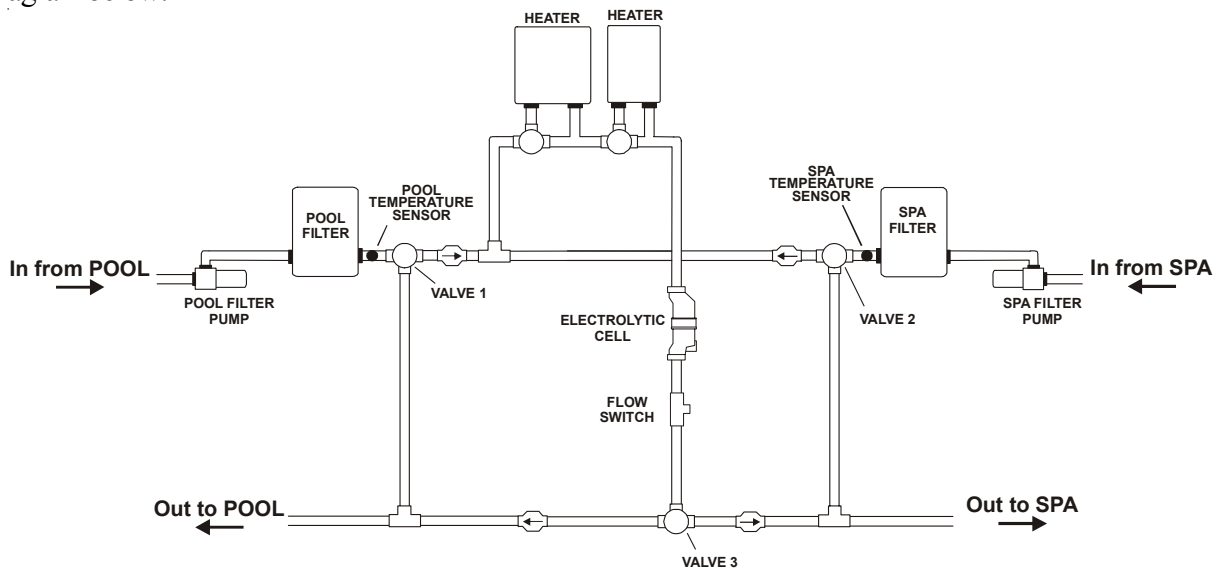 HEATER
HEATER
POOL
TEMPERATURE
SENSOR
SPA
TEMPERATURE
SENSOR
POOL
FILTER
SPA
FILTER
In from POOL
In from SPA
POOL FILTER
PUMP
VALVE 1
VALVE 2
SPA FILTER
PUMP
ELECTROLYTIC
CELL
FLOW
SWITCH
Out to POOL
Out to SPA
VALVE 3